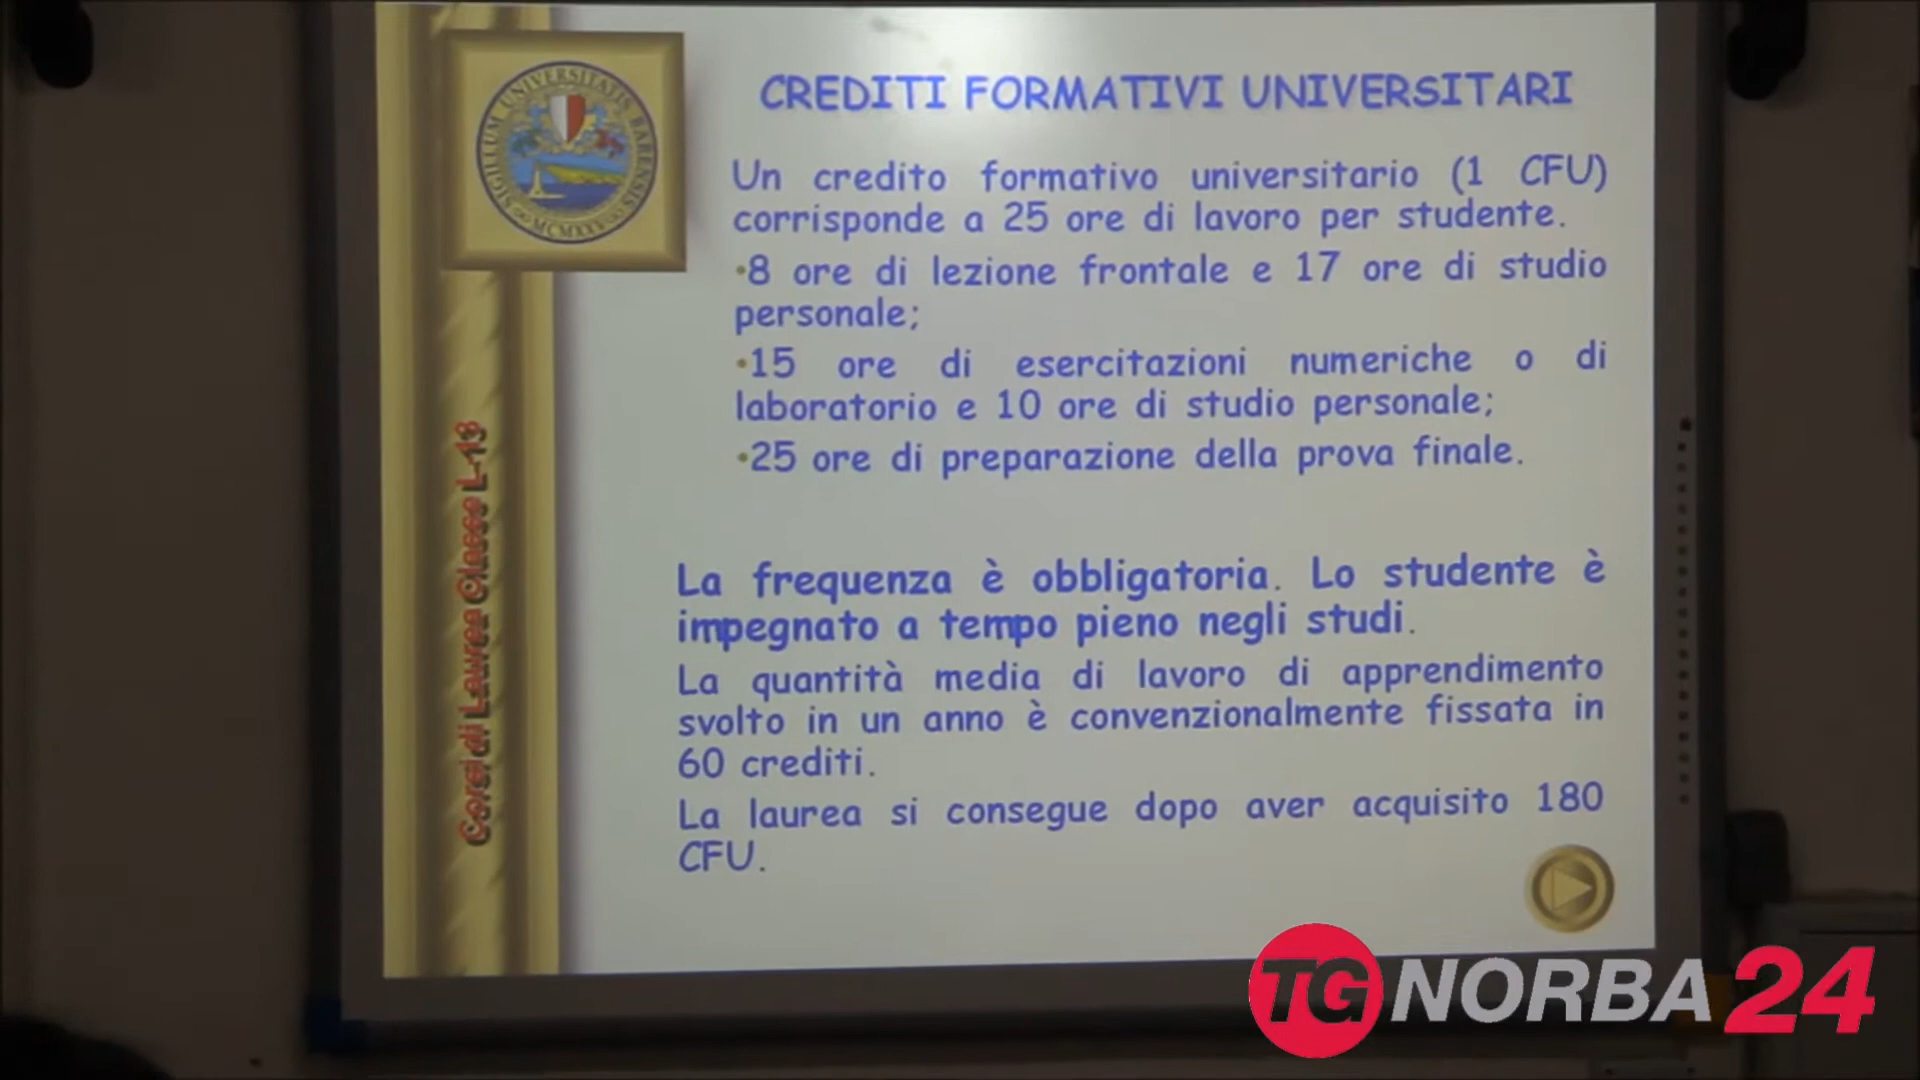 SIGILLUM UNIVERSITATIS BARENSIS
MCMXXV
CREDITI FORMATIVI UNIVERSITARI
Un credito formativo universitario (1 CFU)
corrisponde a 25 ore di lavoro per studente.
•8 ore di lezione frontale e 17 ore di studio
personale;
•15 ore di esercitazioni numeriche o di
laboratorio e 10 ore di studio personale;
•25 ore di preparazione della prova finale.
La frequenza è obbligatoria. Lo studente è
impegnato a tempo pieno negli studi.
La quantità media di lavoro di apprendimento
svolto in un anno è convenzionalmente fissata in
60 crediti.
La laurea si consegue dopo aver acquisito 180
CFU.
Corsi di Laurea Classe L-13
TG NORBA 24